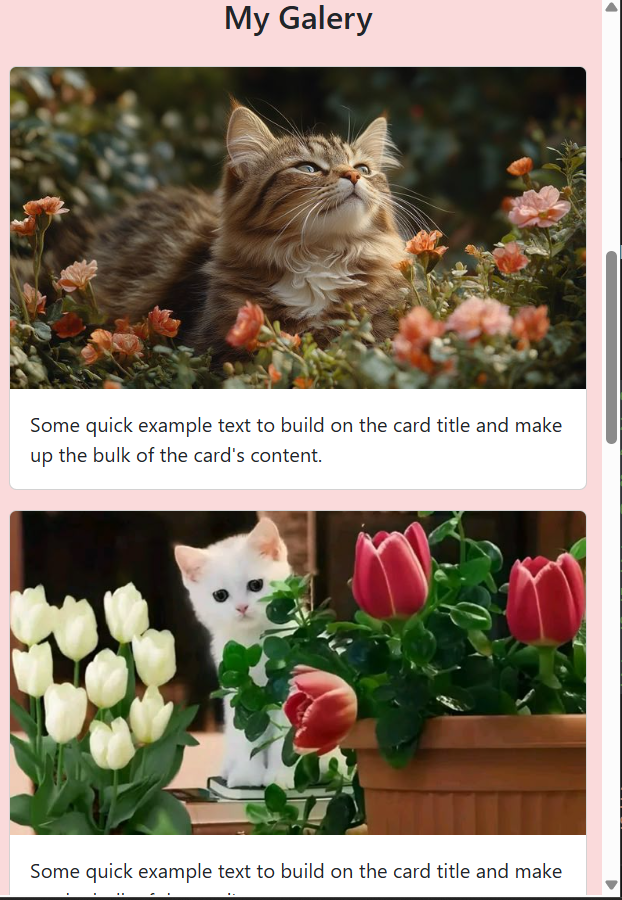 My Galery
Some quick example text to build on the card title and make
up the bulk of the card's content.
Some quick example text to build on the card title and make